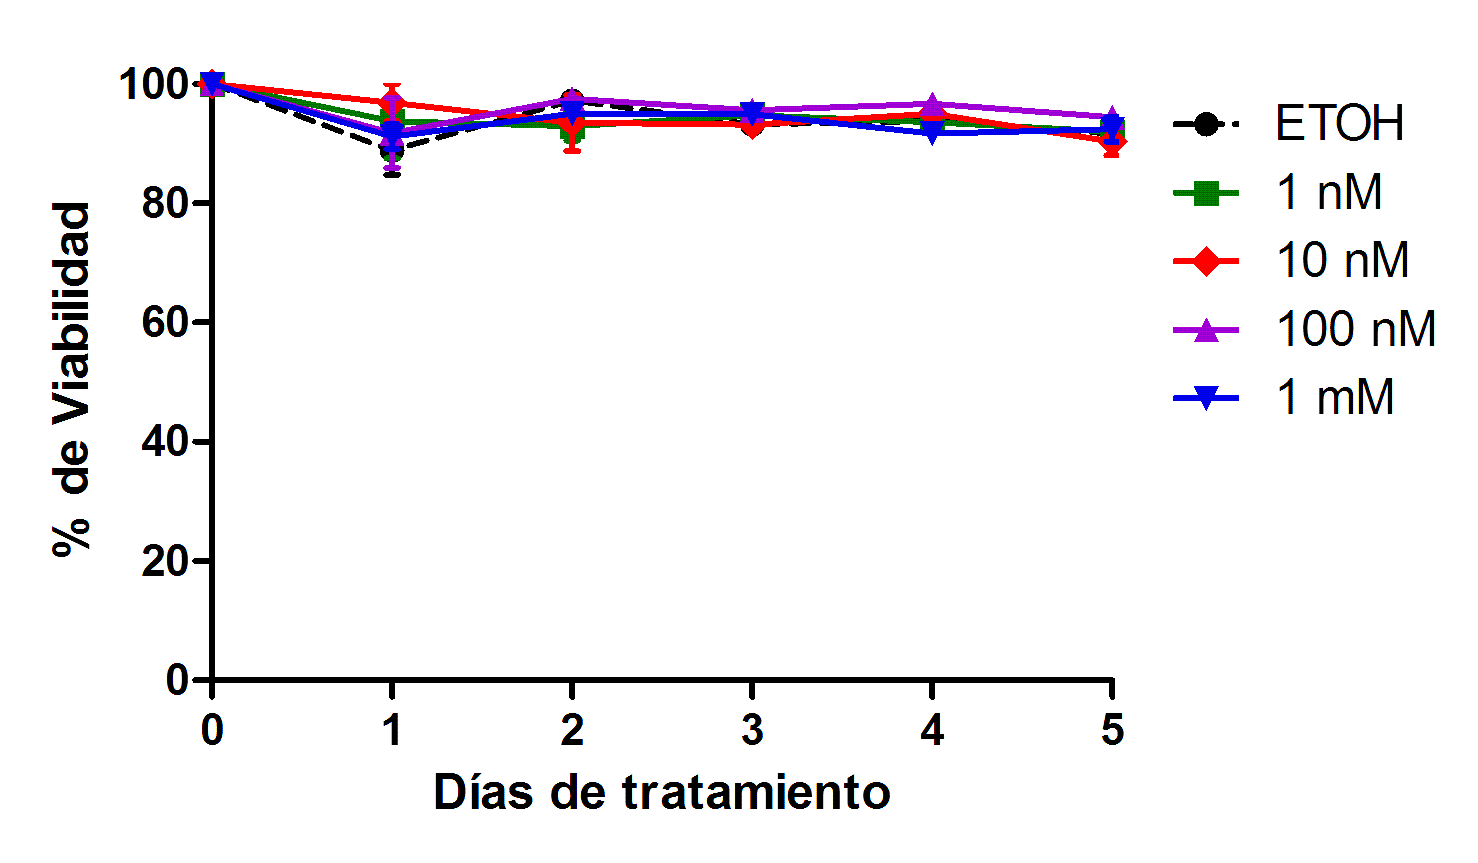 % de Viabilidad
100
80
60
40
20
0
0 1 2 3 4 5
Días de tratamiento
ETOH
1 nM
10 nM
100 nM
1 mM